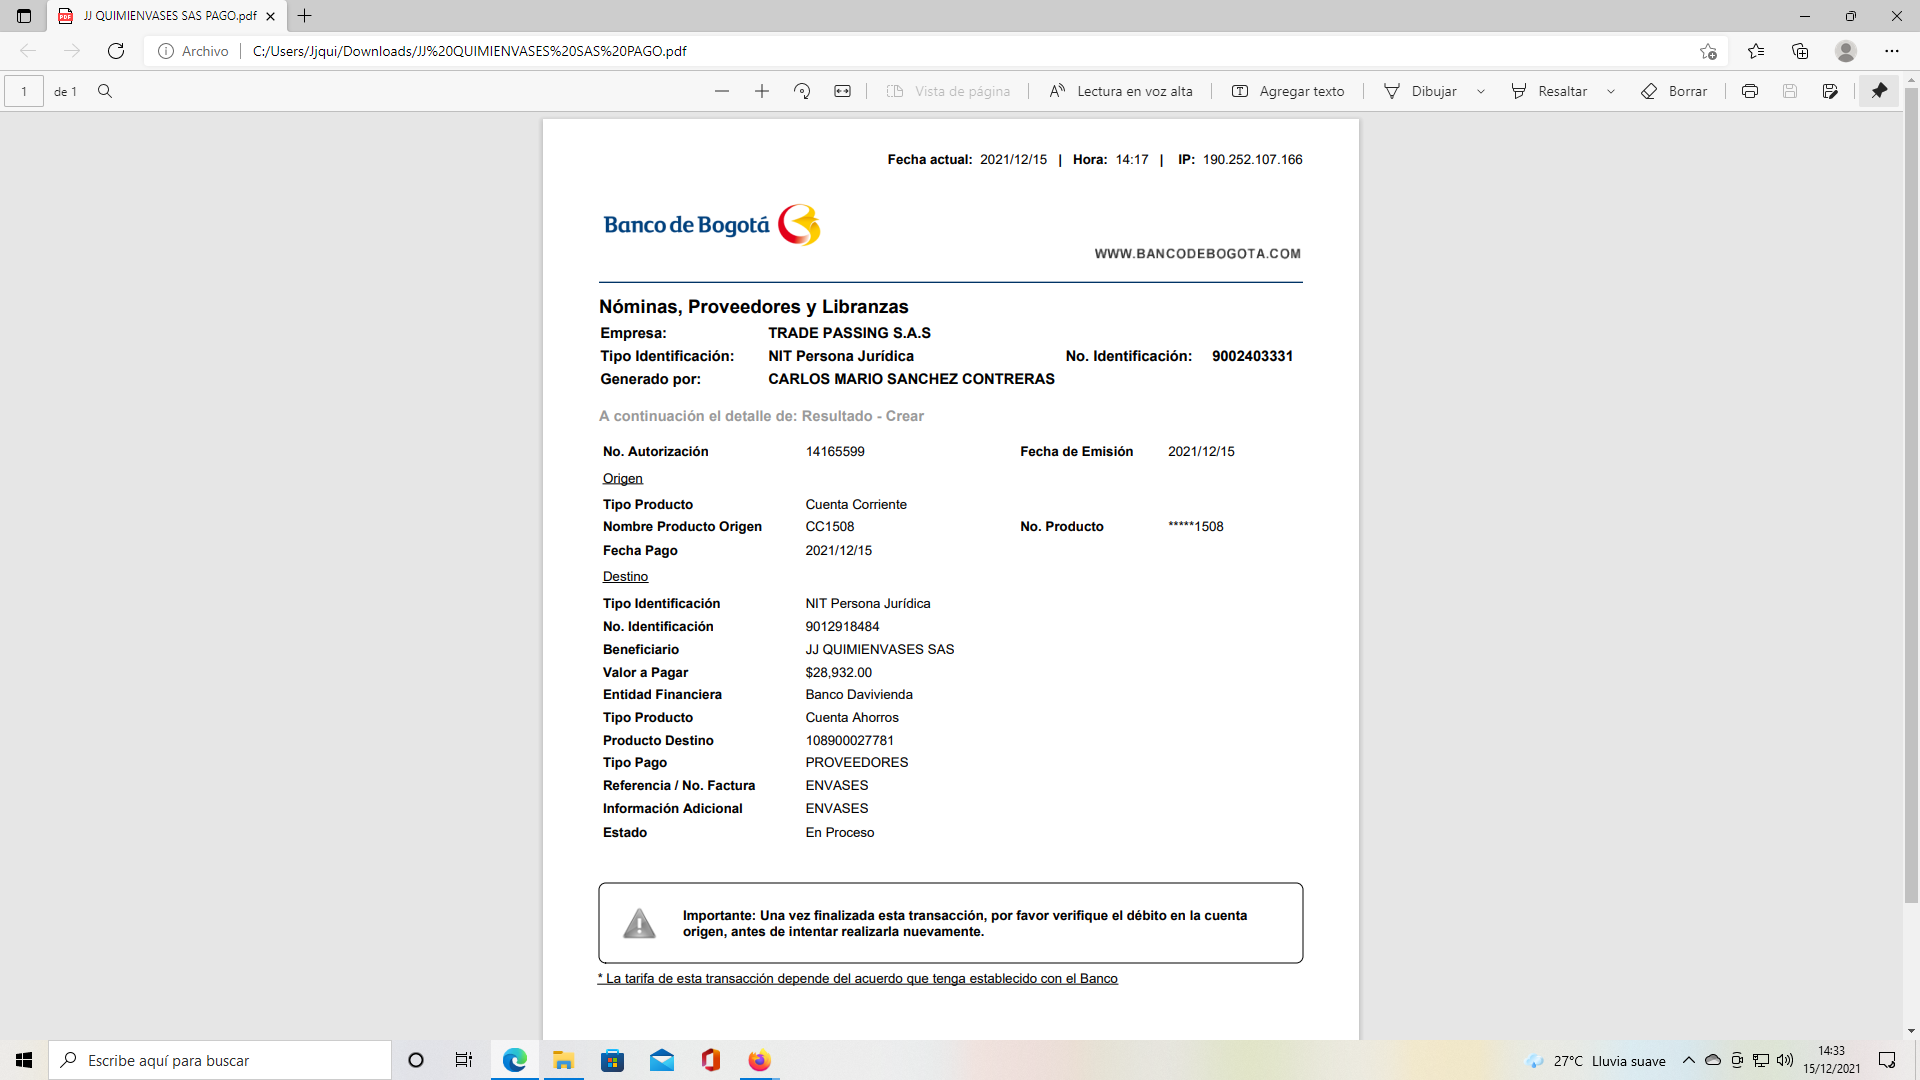 JJ QUIMIENVASES SAS PAGO.pdf
Archivo C:/Users/Jjqui/Downloads/JJ%20QUIMIENVASES%20SAS%20PAGO.pdf
1 de 1 Vista de página Lectura en voz alta Agregar texto Dibujar Resaltar Borrar
Fecha actual: 2021/12/15 | Hora: 14:17 | IP: 190.252.107.166
Banco de Bogotá
WWW.BANCODEBOGOTA.COM
Nóminas, Proveedores y Libranzas
Empresa: TRADE PASSING S.A.S
Tipo Identificación: NIT Persona Jurídica No. Identificación: 9002403331
Generado por: CARLOS MARIO SANCHEZ CONTRERAS
A continuación el detalle de: Resultado - Crear
No. Autorización 14165599 Fecha de Emisión 2021/12/15
Origen
Tipo Producto Cuenta Corriente
Nombre Producto Origen CC1508 No. Producto *****1508
Fecha Pago 2021/12/15
Destino
Tipo Identificación NIT Persona Jurídica
No. Identificación 9012918484
Beneficiario JJ QUIMIENVASES SAS
Valor a Pagar $28,932.00
Entidad Financiera Banco Davivienda
Tipo Producto Cuenta Ahorros
Producto Destino 108900027781
Tipo Pago PROVEEDORES
Referencia / No. Factura ENVASES
Información Adicional ENVASES
Estado En Proceso
Importante: Una vez finalizada esta transacción, por favor verifique el débito en la cuenta
origen, antes de intentar realizarla nuevamente.
* La tarifa de esta transacción depende del acuerdo que tenga establecido con el Banco
Escribe aquí para buscar
27°C Lluvia suave
14:33
15/12/2021